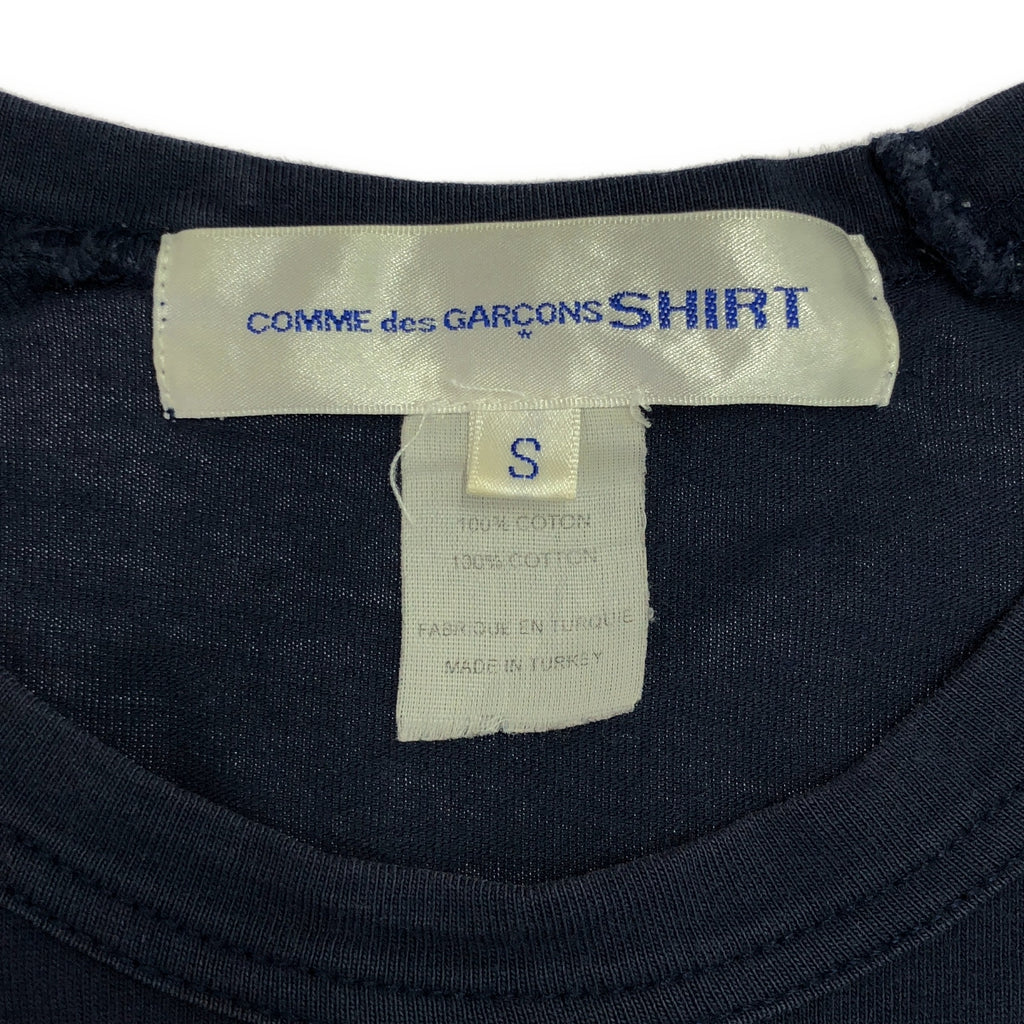 COMME des GARÇONS SHIRT
S
100% COTON
100% COTTON
FABRIQUE EN TURQUIE
MADE IN TURKEY